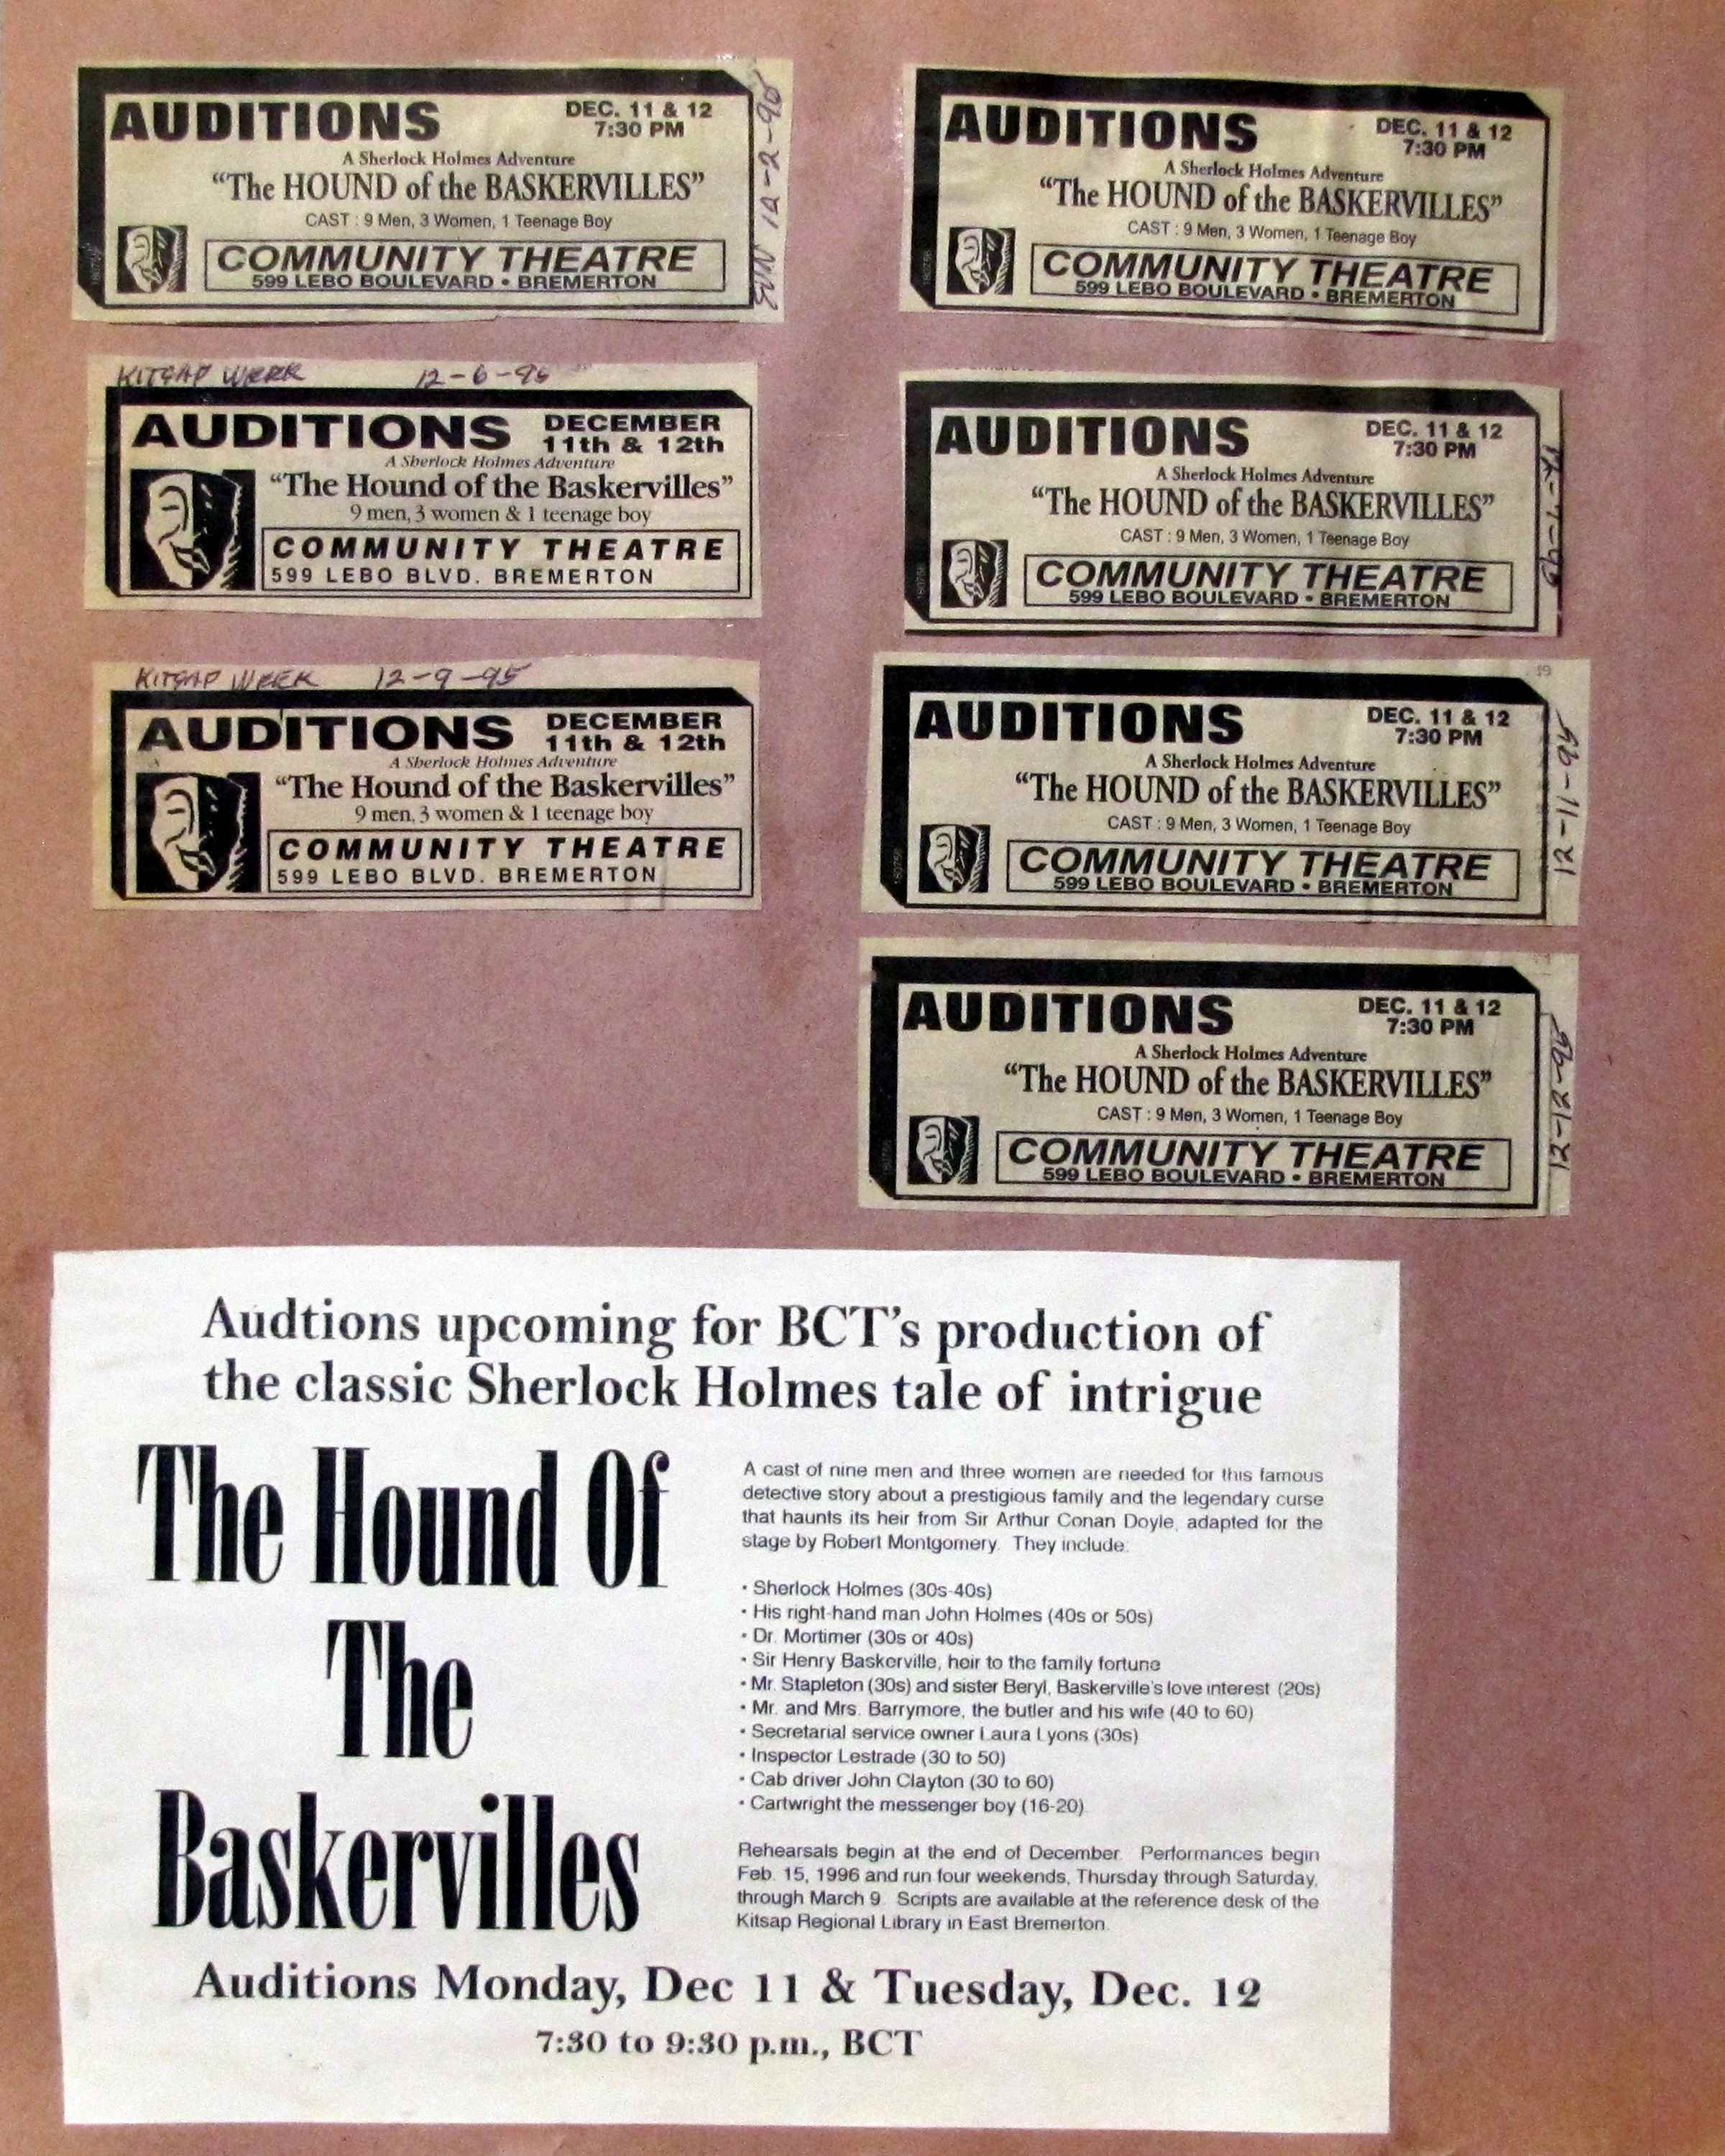 AUDITIONS
DEC. 11 & 12
7:30 PM
A Sherlock Holmes Adventure
“The HOUND of the BASKERVILLES”
CAST : 9 Men, 3 Women, 1 Teenage Boy
COMMUNITY THEATRE
599 LEBO BOULEVARD • BREMERTON
SUN 12-2-95
KITSAP WEEK 12-6-95
AUDITIONS
DECEMBER
11th & 12th
A Sherlock Holmes Adventure
“The Hound of the Baskervilles”
9 men, 3 women & 1 teenage boy
COMMUNITY THEATRE
599 LEBO BLVD. BREMERTON
KITSAP WEEK 12-9-95
AUDITIONS
DECEMBER
11th & 12th
A Sherlock Holmes Adventure
“The Hound of the Baskervilles”
9 men, 3 women & 1 teenage boy
COMMUNITY THEATRE
599 LEBO BLVD. BREMERTON
AUDITIONS
DEC. 11 & 12
7:30 PM
A Sherlock Holmes Adventure
“The HOUND of the BASKERVILLES”
CAST : 9 Men, 3 Women, 1 Teenage Boy
COMMUNITY THEATRE
599 LEBO BOULEVARD • BREMERTON
AUDITIONS
DEC. 11 & 12
7:30 PM
A Sherlock Holmes Adventure
“The HOUND of the BASKERVILLES”
CAST : 9 Men, 3 Women, 1 Teenage Boy
COMMUNITY THEATRE
599 LEBO BOULEVARD • BREMERTON
AUDITIONS
DEC. 11 & 12
7:30 PM
A Sherlock Holmes Adventure
“The HOUND of the BASKERVILLES”
CAST : 9 Men, 3 Women, 1 Teenage Boy
COMMUNITY THEATRE
599 LEBO BOULEVARD • BREMERTON
12-11-95
AUDITIONS
DEC. 11 & 12
7:30 PM
A Sherlock Holmes Adventure
“The HOUND of the BASKERVILLES”
CAST : 9 Men, 3 Women, 1 Teenage Boy
COMMUNITY THEATRE
599 LEBO BOULEVARD • BREMERTON
12-12-95
Audtions upcoming for BCT’s production of
the classic Sherlock Holmes tale of intrigue
The Hound Of
The
Baskervilles
A cast of nine men and three women are needed for this famous
detective story about a prestigious family and the legendary curse
that haunts its heir from Sir Arthur Conan Doyle, adapted for the
stage by Robert Montgomery. They include:
• Sherlock Holmes (30s-40s)
• His right-hand man John Holmes (40s or 50s)
• Dr. Mortimer (30s or 40s)
• Sir Henry Baskerville, heir to the family fortune
• Mr. Stapleton (30s) and sister Beryl, Baskerville’s love interest (20s)
• Mr. and Mrs. Barrymore, the butler and his wife (40 to 60)
• Secretarial service owner Laura Lyons (30s)
• Inspector Lestrade (30 to 50)
• Cab driver John Clayton (30 to 60)
• Cartwright the messenger boy (16-20)
Rehearsals begin at the end of December. Performances begin
Feb. 15, 1996 and run four weekends, Thursday through Saturday,
through March 9. Scripts are available at the reference desk of the
Kitsap Regional Library in East Bremerton.
Auditions Monday, Dec 11 & Tuesday, Dec. 12
7:30 to 9:30 p.m., BCT